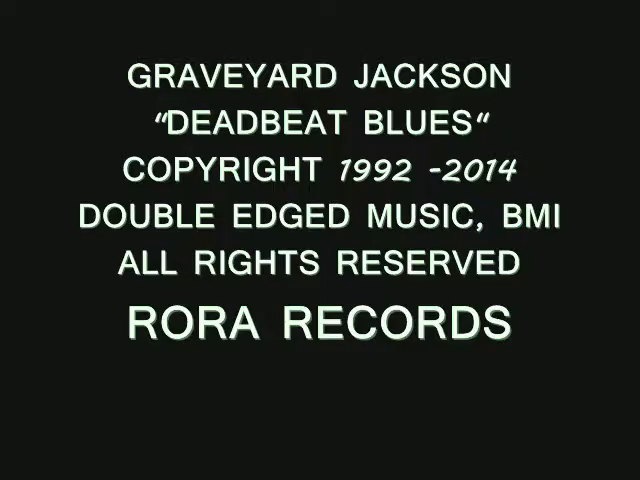 GRAVEYARD JACKSON
"DEADBEAT BLUES"
COPYRIGHT 1992 -2014
DOUBLE EDGED MUSIC, BMI
ALL RIGHTS RESERVED
RORA RECORDS